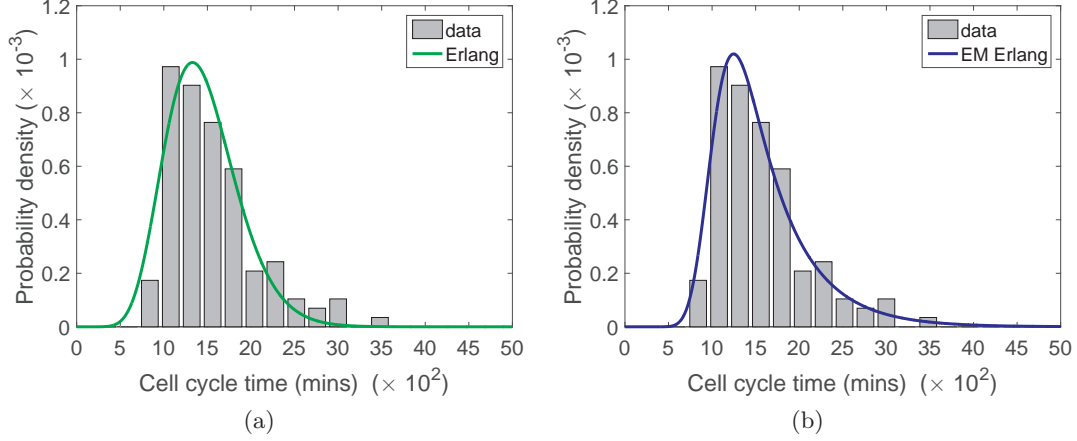 1.2
1
0.8
0.6
0.4
0.2
0
Probability density (× 10⁻³)
data
Erlang
0 5 10 15 20 25 30 35 40 45 50
Cell cycle time (mins) (× 10²)
(a)
1.2
1
0.8
0.6
0.4
0.2
0
Probability density (× 10⁻³)
data
EM Erlang
0 5 10 15 20 25 30 35 40 45 50
Cell cycle time (mins) (× 10²)
(b)